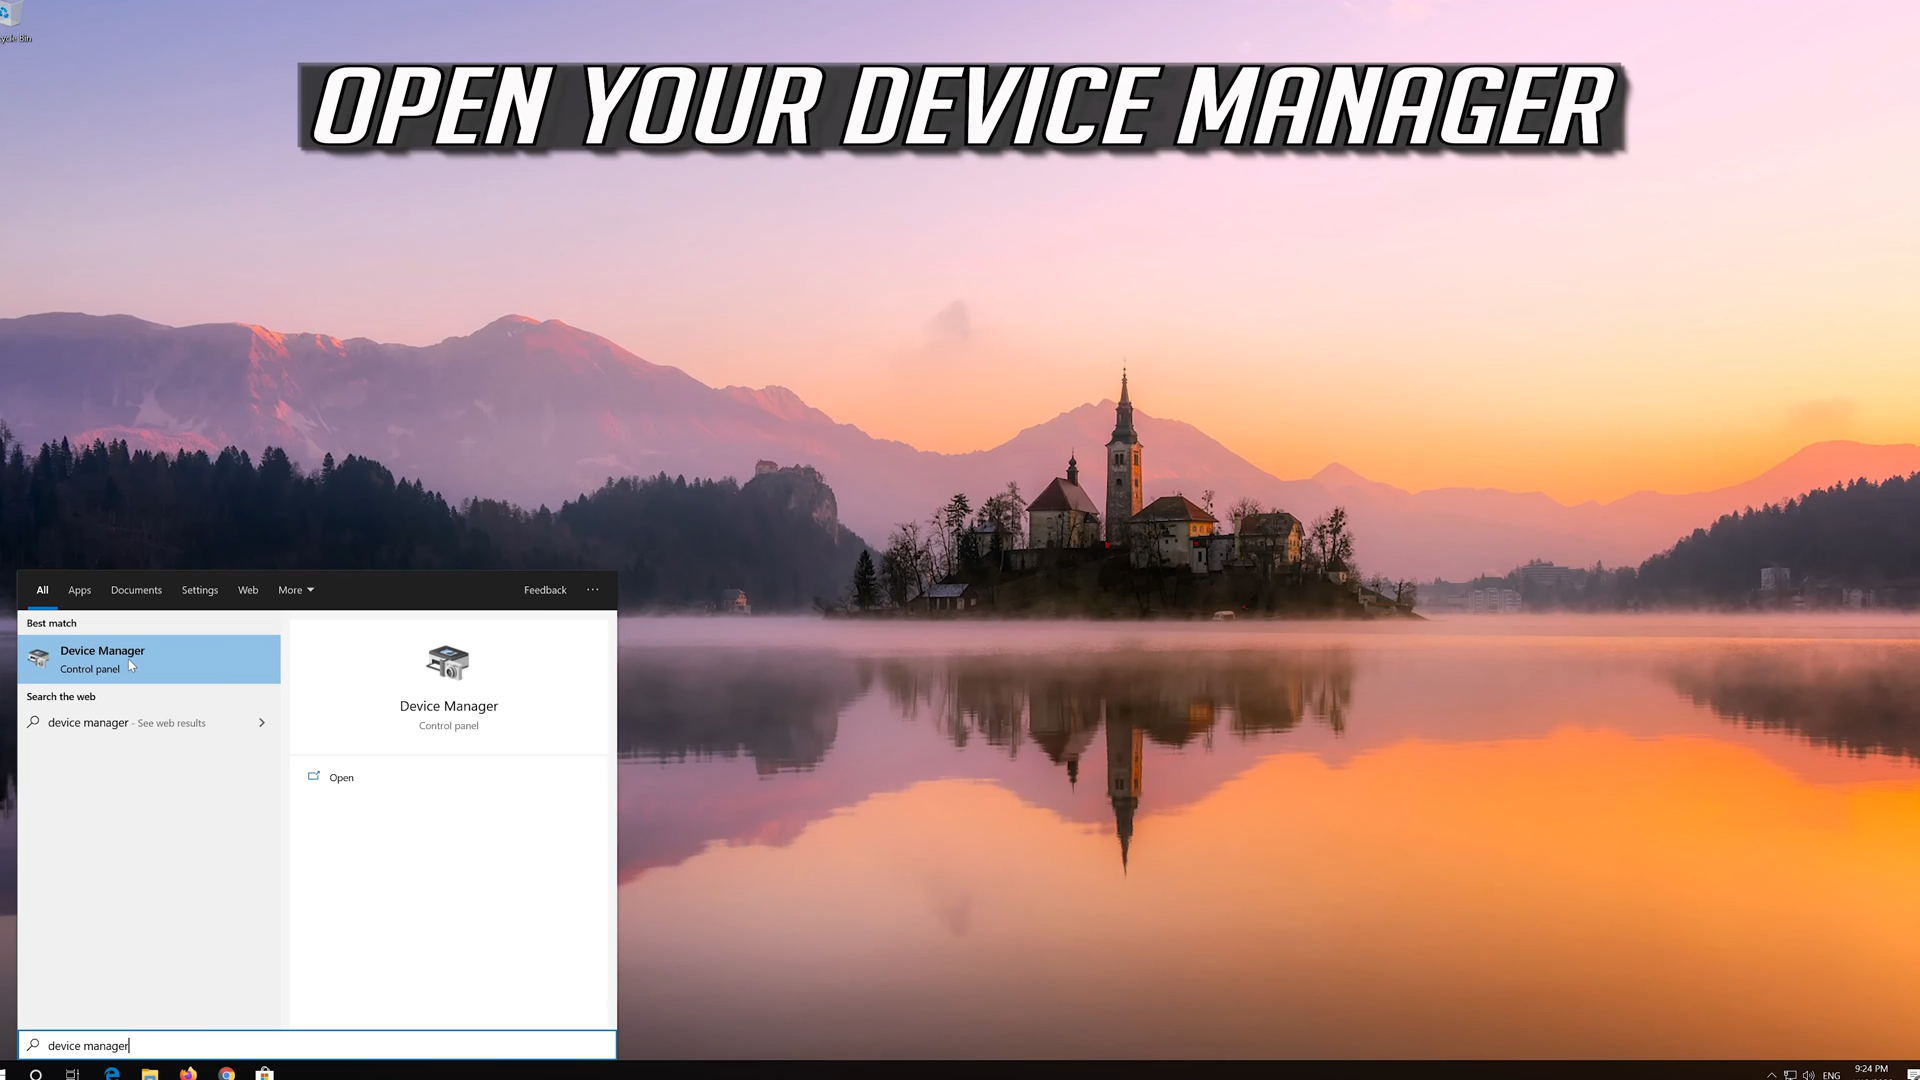 OPEN YOUR DEVICE MANAGER
All Apps Documents Settings Web More Feedback ...
Best match
Device Manager
Control panel
Search the web
device manager - See web results
Device Manager
Control panel
Open
device manager
ENG
9:24 PM